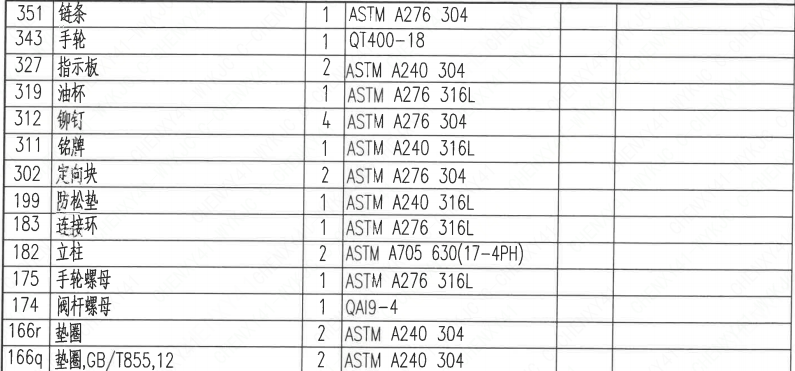 351 链条 1 ASTM A276 304
343 手轮 1 QT400-18
327 指示板 2 ASTM A240 304
319 油杯 1 ASTM A276 316L
312 铆钉 4 ASTM A276 304
311 铭牌 1 ASTM A240 316L
302 定向块 2 ASTM A276 304
199 防松垫 1 ASTM A240 316L
183 连接环 1 ASTM A276 316L
182 立柱 2 ASTM A705 630(17-4PH)
175 手轮螺母 1 ASTM A276 316L
174 阀杆螺母 1 QAl9-4
166r 垫圈 2 ASTM A240 304
166q 垫圈,GB/T855,12 2 ASTM A240 304